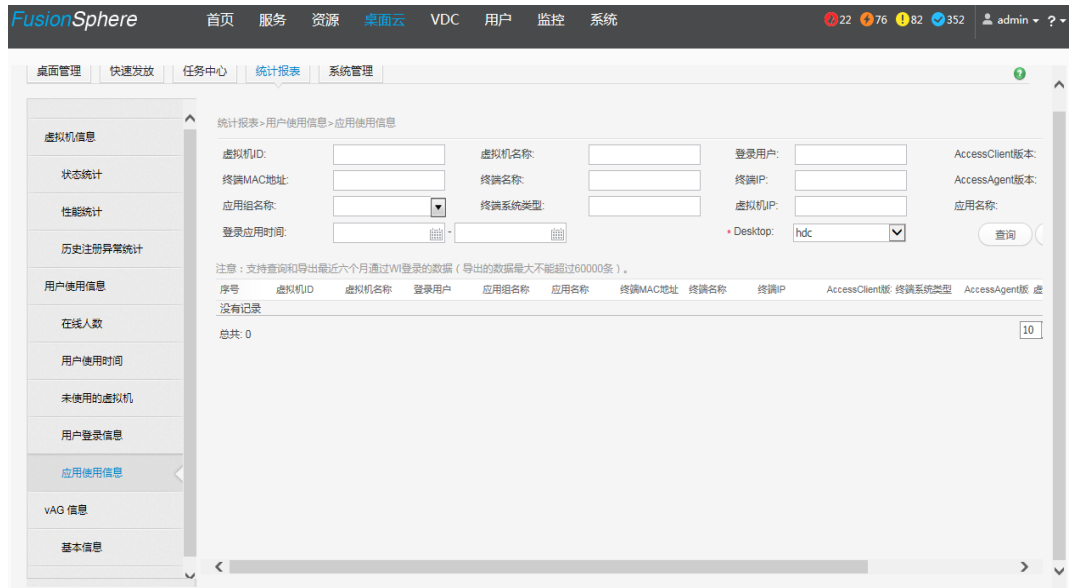 FusionSphere 首页 服务 资源 桌面云 VDC 用户 监控 系统 22 76 82 352 admin ?
桌面管理 快速发放 任务中心 统计报表 系统管理 ?
虚拟机信息
状态统计
性能统计
历史注册异常统计
用户使用信息
在线人数
用户使用时间
未使用的虚拟机
用户登录信息
应用使用信息
vAG 信息
基本信息
统计报表>用户使用信息>应用使用信息
虚拟机ID: 虚拟机名称: 登录用户: AccessClient版本:
终端MAC地址: 终端名称: 终端IP: AccessAgent版本:
应用组名称: 终端系统类型: 虚拟机IP: 应用名称:
登录应用时间: - * Desktop: hdc 查询
注意：支持查询和导出最近六个月通过WI登录的数据（导出的数据最大不能超过60000条）。
序号 虚拟机ID 虚拟机名称 登录用户 应用组名称 应用名称 终端MAC地址 终端名称 终端IP AccessClient版 终端系统类型 AccessAgent版 虚
没有记录
总共: 0 10